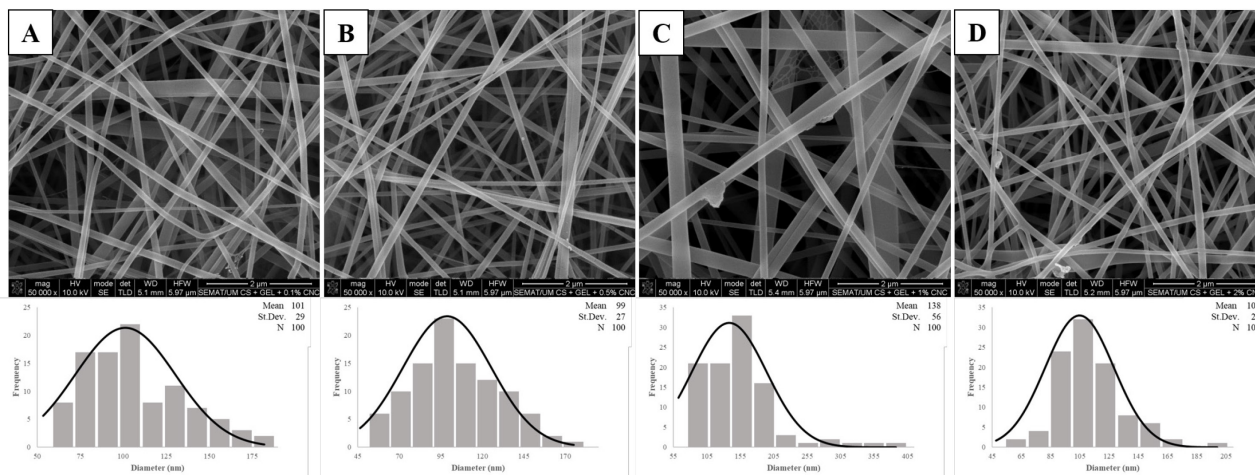 A
B
C
D
mag HV mode det WD HFW 2 µm
50 000 x 10.0 kV SE TLD 5.1 mm 5.97 µm SEMAT/UM CS + GEL + 0.1% CNC
mag HV mode det WD HFW 2 µm
50 000 x 10.0 kV SE TLD 5.1 mm 5.97 µm SEMAT/UM CS + GEL + 0.5% CNC
mag HV mode det WD HFW 2 µm
50 000 x 10.0 kV SE TLD 5.4 mm 5.97 µm SEMAT/UM CS + GEL + 1% CNC
mag HV mode det WD HFW 2 µm
50 000 x 10.0 kV SE TLD 5.2 mm 5.97 µm SEMAT/UM CS + GEL + 2% CNC
Mean 101
St.Dev. 29
N 100
Frequency
25
20
15
10
5
0
50 75 100 125 150 175
Diameter (nm)
Mean 99
St.Dev. 27
N 100
Frequency
25
20
15
10
5
0
45 70 95 120 145 170
Diameter (nm)
Mean 138
St.Dev. 56
N 100
Frequency
35
30
25
20
15
10
5
0
55 105 155 205 255 305 355 405
Diameter (nm)
Mean 10
St.Dev. 2
N 10
Frequency
35
30
25
20
15
10
5
0
45 65 85 105 125 145 165 185 205
Diameter (nm)